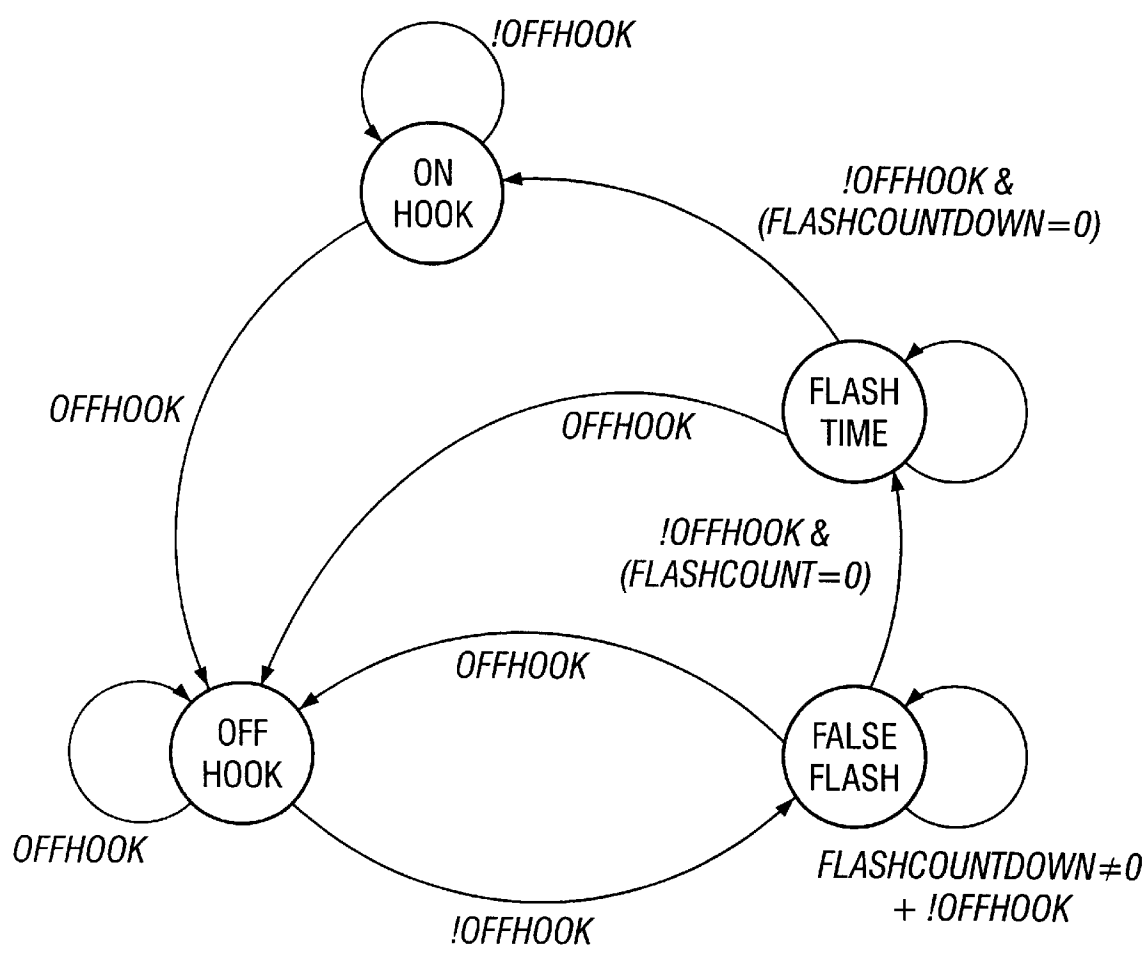 !OFFHOOK
ON
HOOK
!OFFHOOK &
(FLASHCOUNTDOWN=0)
FLASH
TIME
OFFHOOK
OFFHOOK
!OFFHOOK &
(FLASHCOUNT=0)
OFFHOOK
OFF
HOOK
FALSE
FLASH
OFFHOOK
FLASHCOUNTDOWN≠0
+ !OFFHOOK
!OFFHOOK